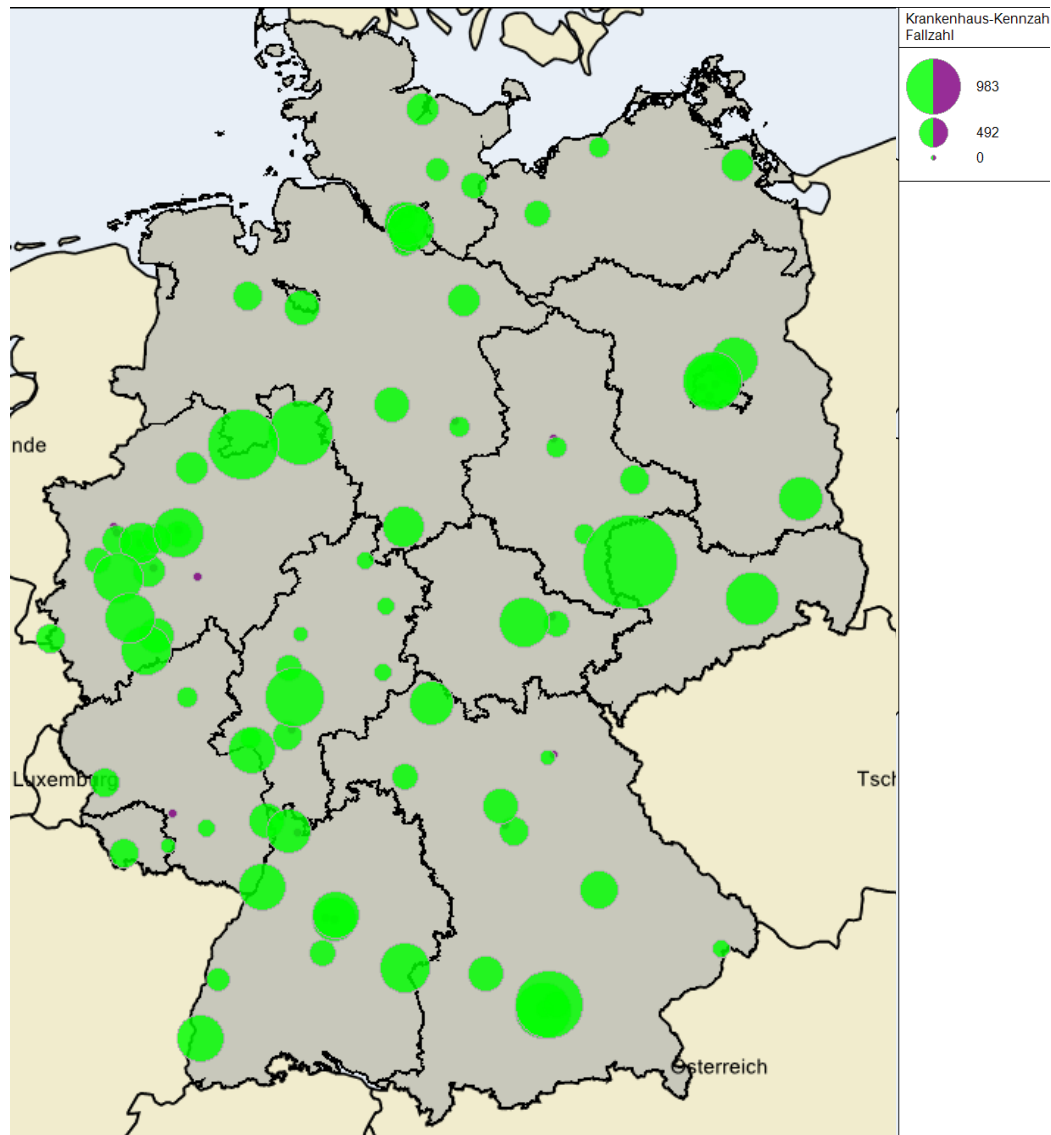 Krankenhaus-Kennzah
Fallzahl
983
492
0
nde
Luxemburg
Tsch
Österreich